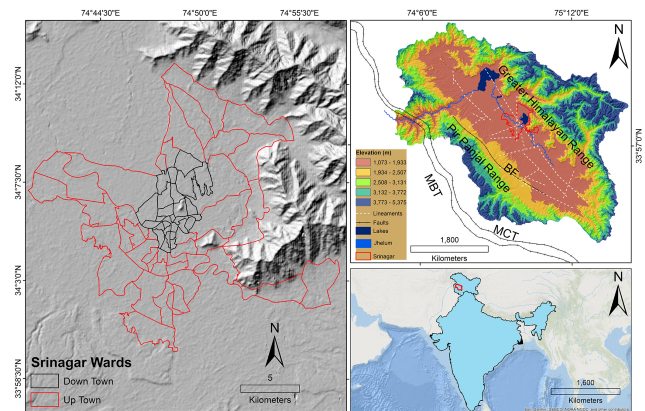 74°44'30"E
74°50'0"E
74°55'30"E
34°12'0"N
34°7'30"N
34°3'0"N
33°58'30"N
N
Srinagar Wards
Down Town
Up Town
5
Kilometers
74°6'0"E
75°12'0"E
33°57'0"N
N
Greater Himalayan Range
Pir Panjal Range
BF
MBT
MCT
Elevation (m)
1,073 - 1,933
1,934 - 2,507
2,508 - 3,131
3,132 - 3,772
3,773 - 5,375
Lineaments
Faults
Lakes
Jhelum
Srinagar
1,800
Kilometers
N
1,600
Kilometers